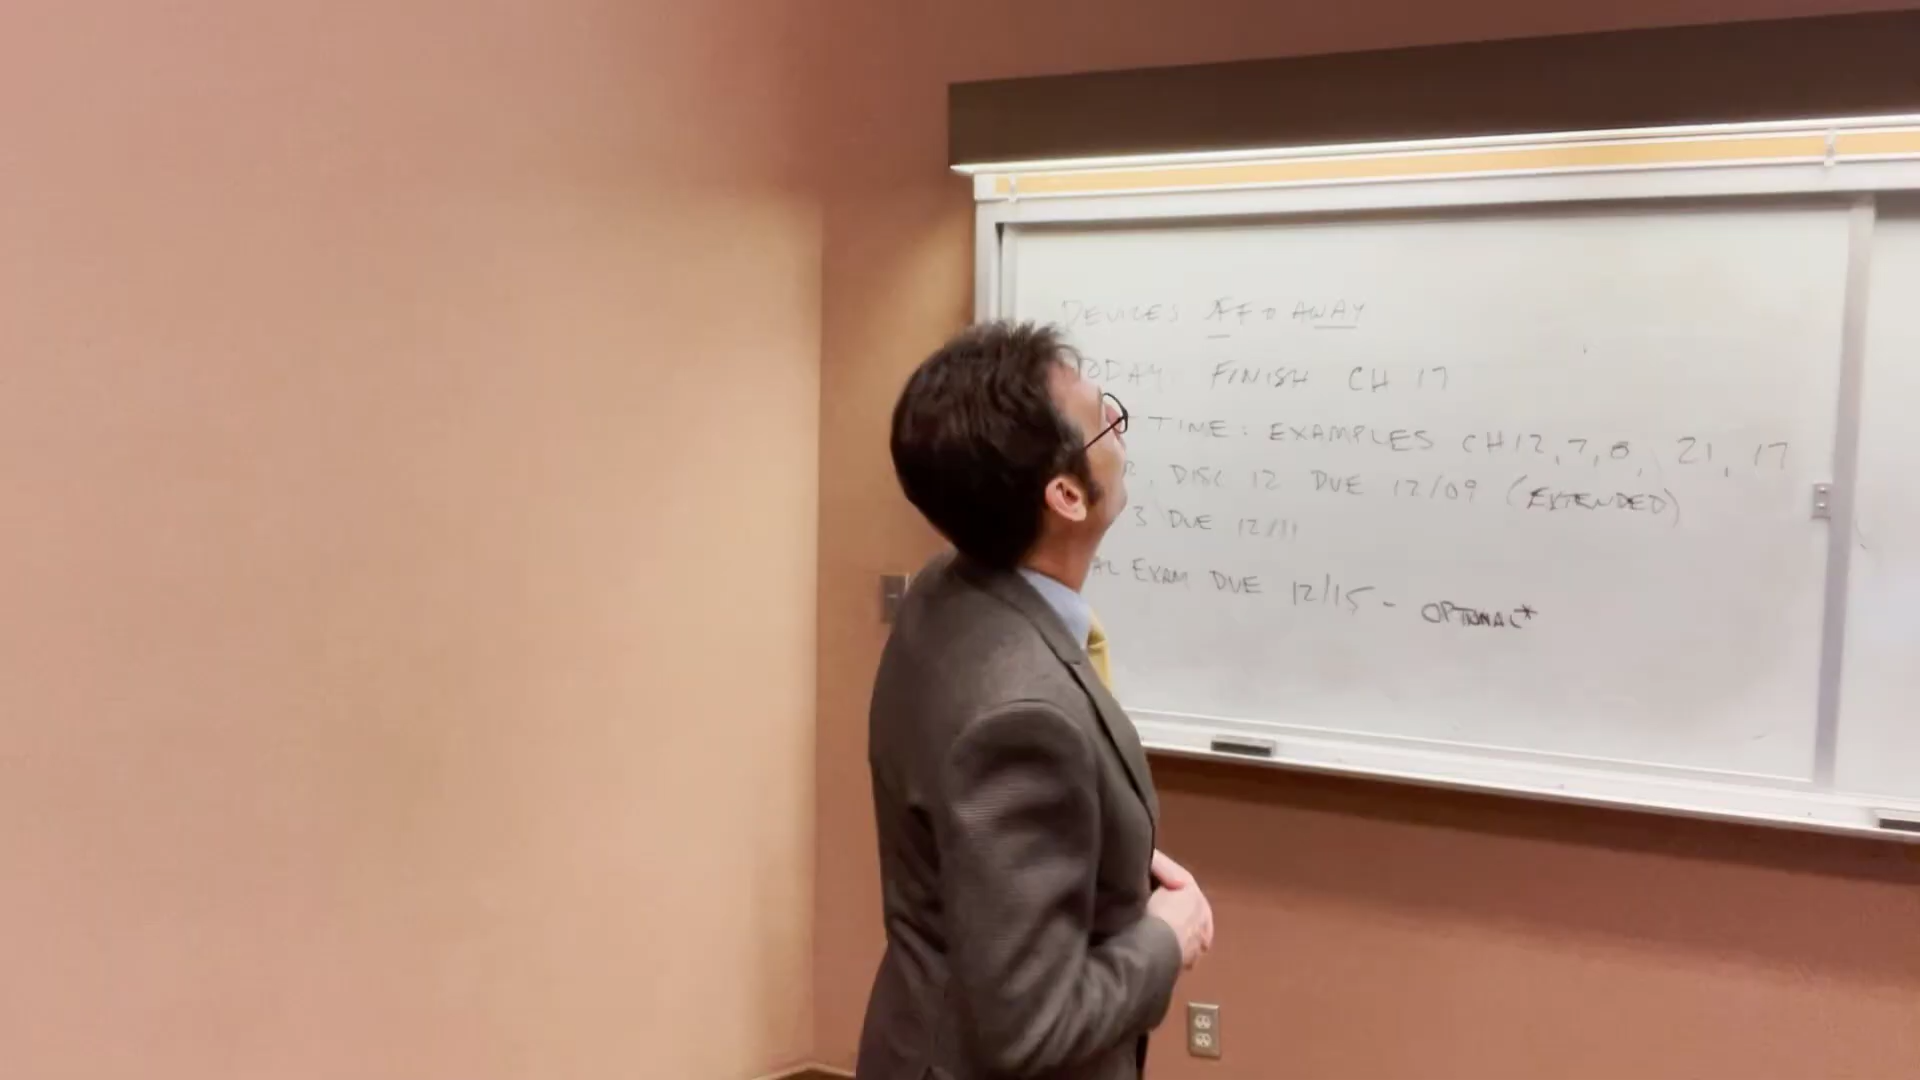 DEVICES OFF & AWAY
TODAY FINISH CH 17
TIME: EXAMPLES CH 12, 7, 8, 21, 17
DISC 12 DUE 12/09 (EXTENDED)
3 DUE 12/11
EXAM DUE 12/15 - OPTIONAL*